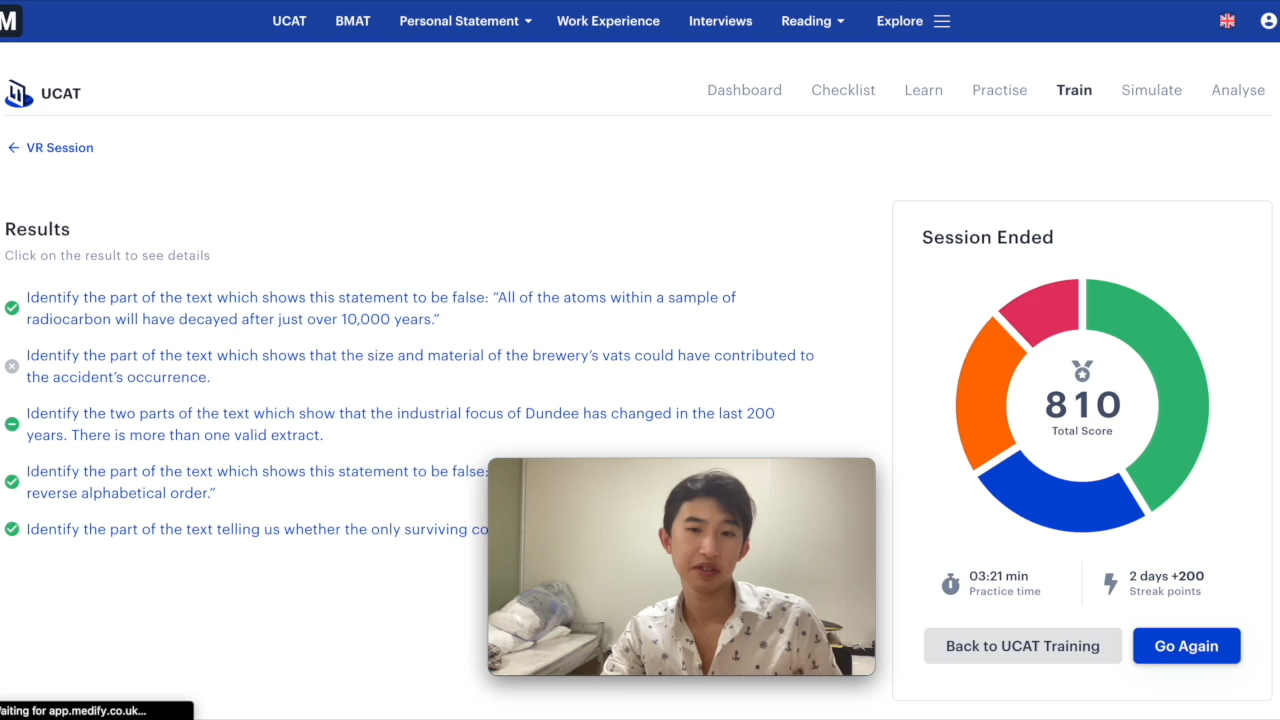 M
UCAT BMAT Personal Statement Work Experience Interviews Reading Explore
UCAT
Dashboard Checklist Learn Practise Train Simulate Analyse
← VR Session
Results
Click on the result to see details
Identify the part of the text which shows this statement to be false: “All of the atoms within a sample of
radiocarbon will have decayed after just over 10,000 years.”
Identify the part of the text which shows that the size and material of the brewery’s vats could have contributed to
the accident’s occurrence.
Identify the two parts of the text which show that the industrial focus of Dundee has changed in the last 200
years. There is more than one valid extract.
Identify the part of the text which shows this statement to be false:
reverse alphabetical order.”
Identify the part of the text telling us whether the only surviving co
Session Ended
810
Total Score
03:21 min
Practice time
2 days +200
Streak points
Back to UCAT Training
Go Again
aiting for app.medify.co.uk...